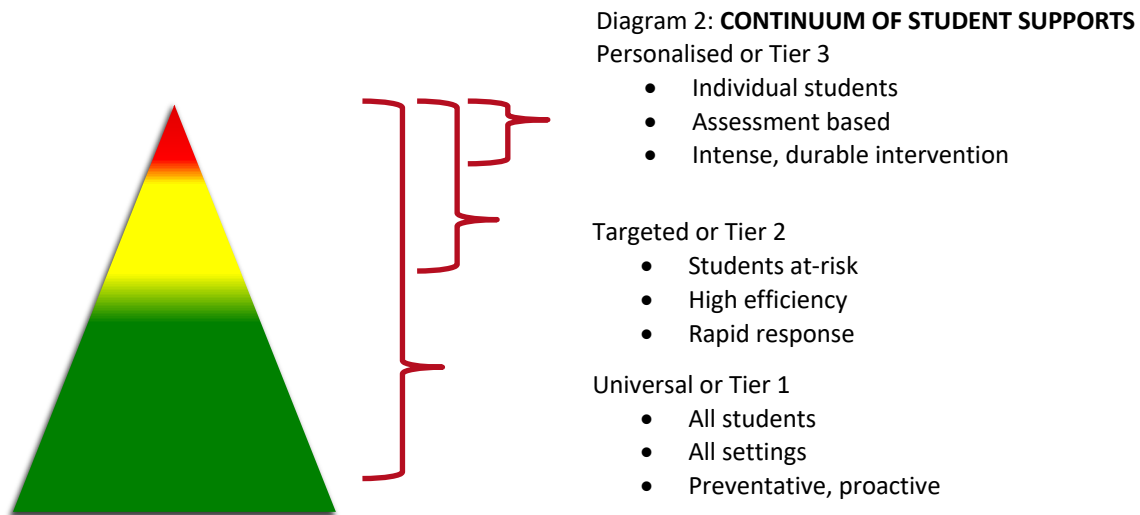 Diagram 2: CONTINUUM OF STUDENT SUPPORTS
Personalised or Tier 3
• Individual students
• Assessment based
• Intense, durable intervention
Targeted or Tier 2
• Students at-risk
• High efficiency
• Rapid response
Universal or Tier 1
• All students
• All settings
• Preventative, proactive